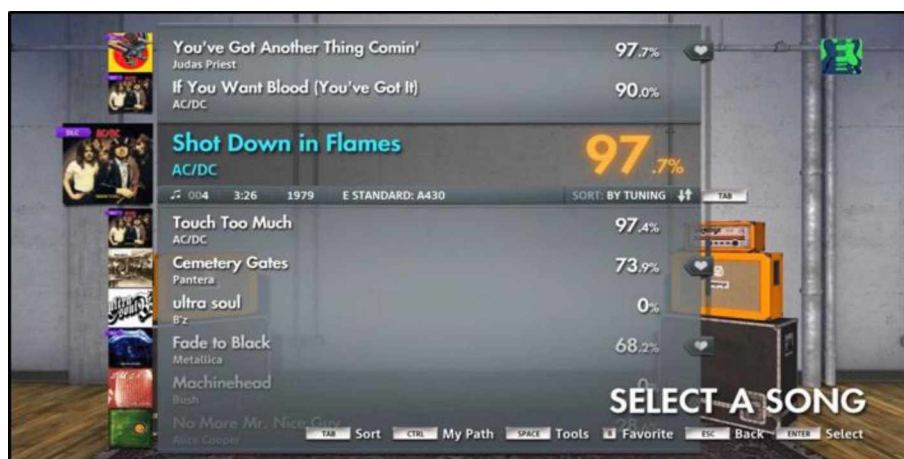 You've Got Another Thing Comin'
97.7%
Judas Priest
If You Want Blood (You've Got It)
90.0%
AC/DC
DLC
Shot Down in Flames
97.7%
AC/DC
004 3:26 1979 E STANDARD: A430 SORT: BY TUNING TAB
Touch Too Much
97.4%
AC/DC
Cemetery Gates
73.9%
Pantera
ultra soul
0%
B'z
Fade to Black
68.2%
Metallica
Machinehead
0%
Bush
SELECT A SONG
No More Mr. Nice Guy
Alice Cooper
TAB Sort CTRL My Path SPACE Tools Favorite ESC Back ENTER Select